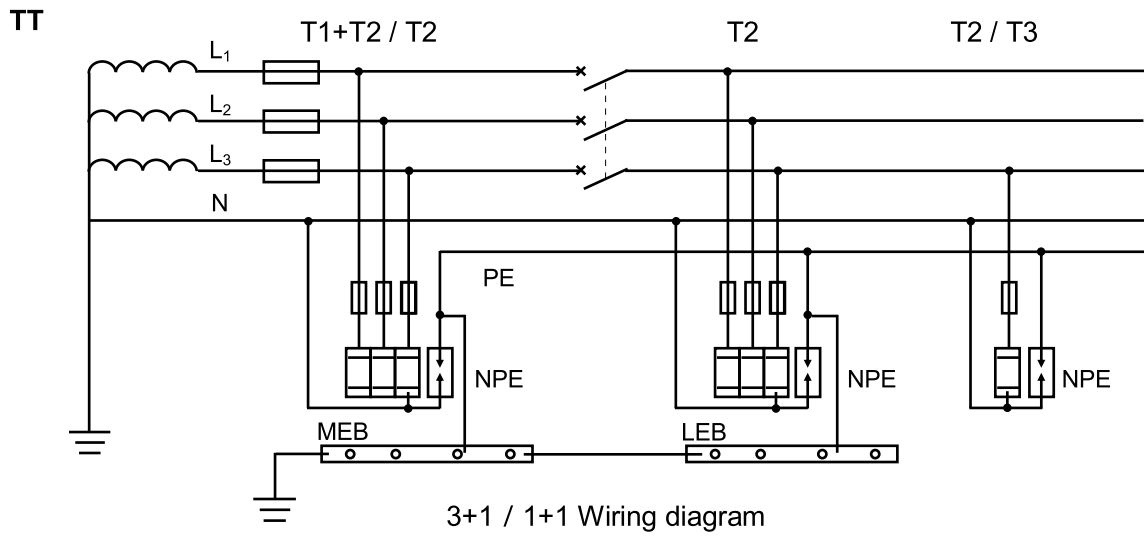 TT
T1+T2 / T2
T2
T2 / T3
L1
L2
L3
N
PE
NPE
NPE
NPE
MEB
LEB
3+1 / 1+1 Wiring diagram